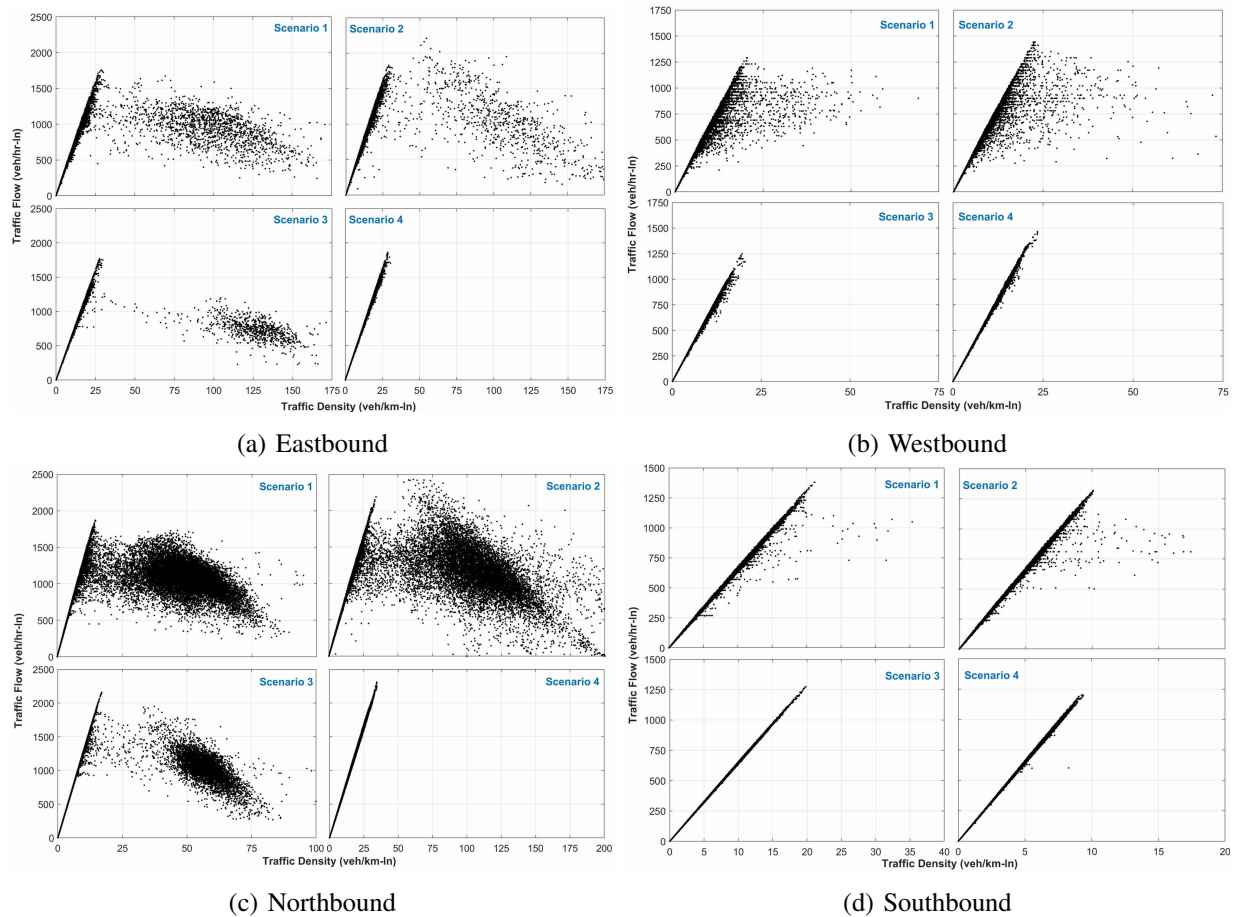 2500
2000
1500
1000
500
0
Scenario 1
Scenario 2
2500
2000
1500
1000
500
0
Scenario 3
Scenario 4
0 25 50 75 100 125 150 175 0 25 50 75 100 125 150 175
Traffic Flow (veh/hr-ln)
Traffic Density (veh/km-ln)
(a) Eastbound
1750
1500
1250
1000
750
500
250
0
Scenario 1
Scenario 2
1750
1500
1250
1000
750
500
250
0
Scenario 3
Scenario 4
0 25 50 75 0 25 50 75
Traffic Flow (veh/hr-ln)
Traffic Density (veh/km-ln)
(b) Westbound
2500
2000
1500
1000
500
0
Scenario 1
Scenario 2
2500
2000
1500
1000
500
0
Scenario 3
Scenario 4
0 25 50 75 100 0 25 50 75 100 125 150 175 200
Traffic Flow (veh/hr-ln)
Traffic Density (veh/km-ln)
(c) Northbound
1500
1250
1000
750
500
250
0
Scenario 1
Scenario 2
1500
1250
1000
750
500
250
0
Scenario 3
Scenario 4
0 5 10 15 20 25 30 35 40 0 5 10 15 20
Traffic Flow (veh/hr-ln)
Traffic Density (veh/km-ln)
(d) Southbound